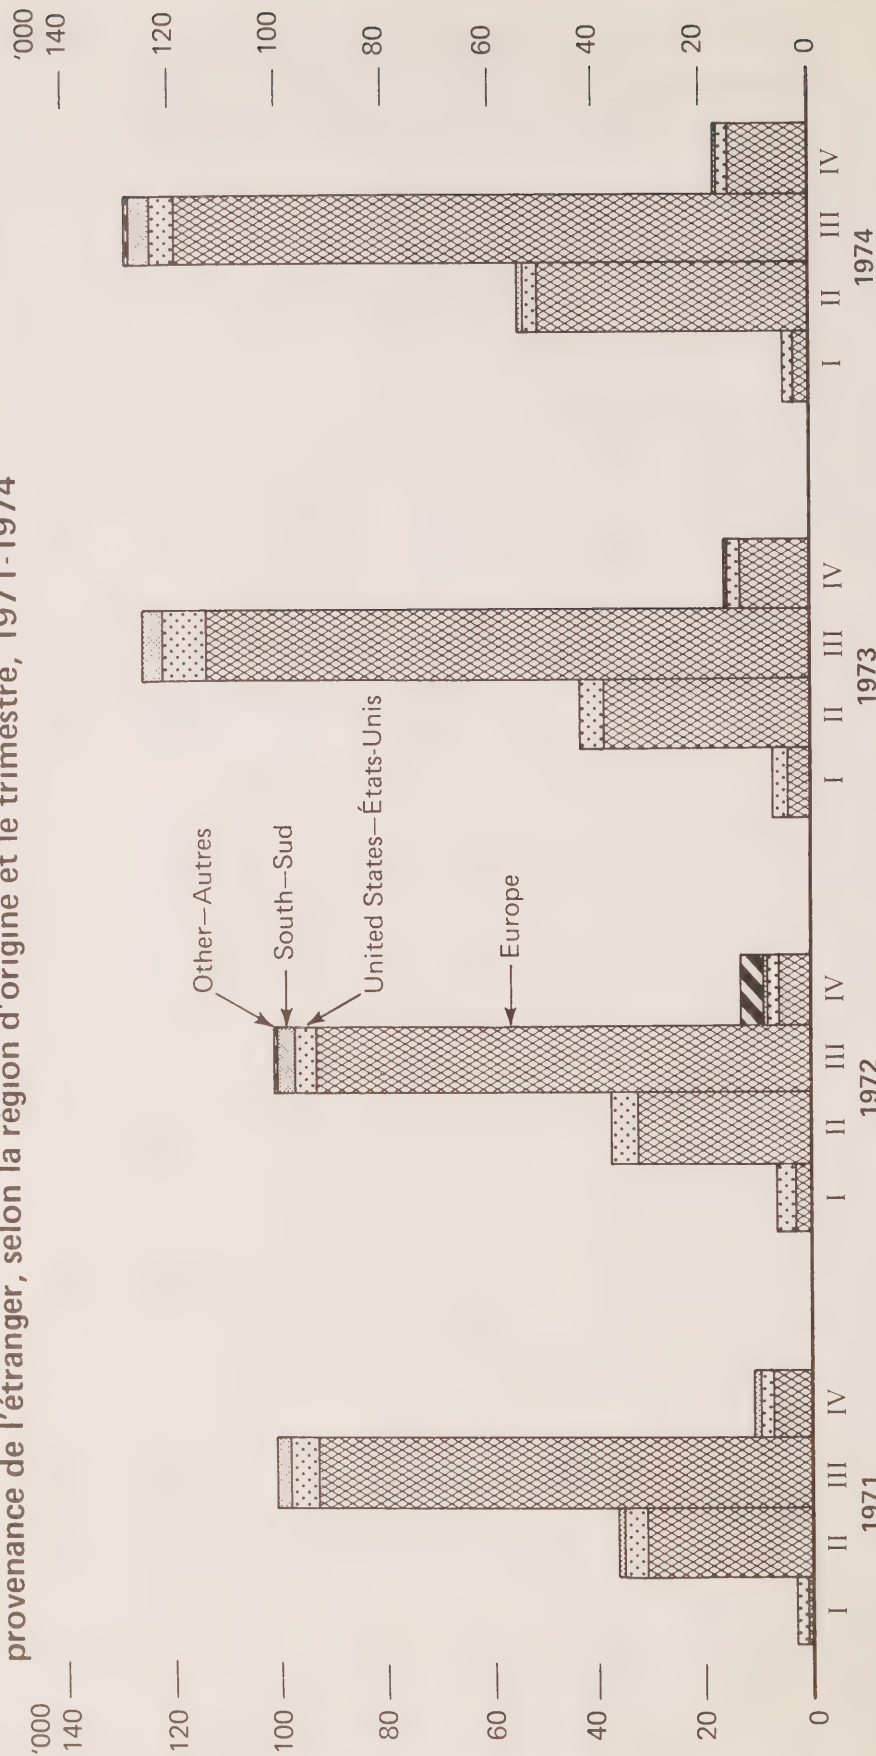 provenance de l'étranger, selon la région d'origine et le trimestre, 1971-1974
'000
140
120
100
80
60
40
20
0
'000
140
120
100
80
60
40
20
0
Other—Autres
South—Sud
United States—États-Unis
Europe
I II III IV
1971
I II III IV
1972
I II III IV
1973
I II III IV
1974